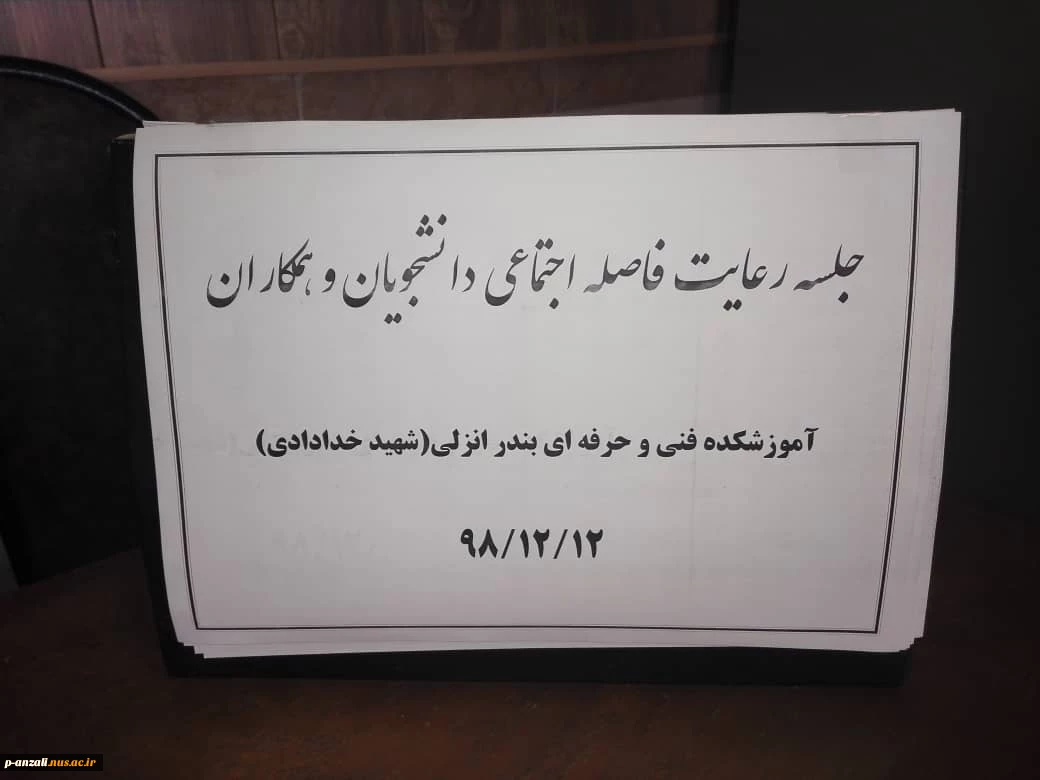 جلسه رعایت فاصله اجتماعی دانشجویان و همکاران
آموزشکده فنی و حرفه ای بندر انزلی(شهید خدادادی)
۹۸/۱۲/۱۲
p-anzali.nus.ac.ir